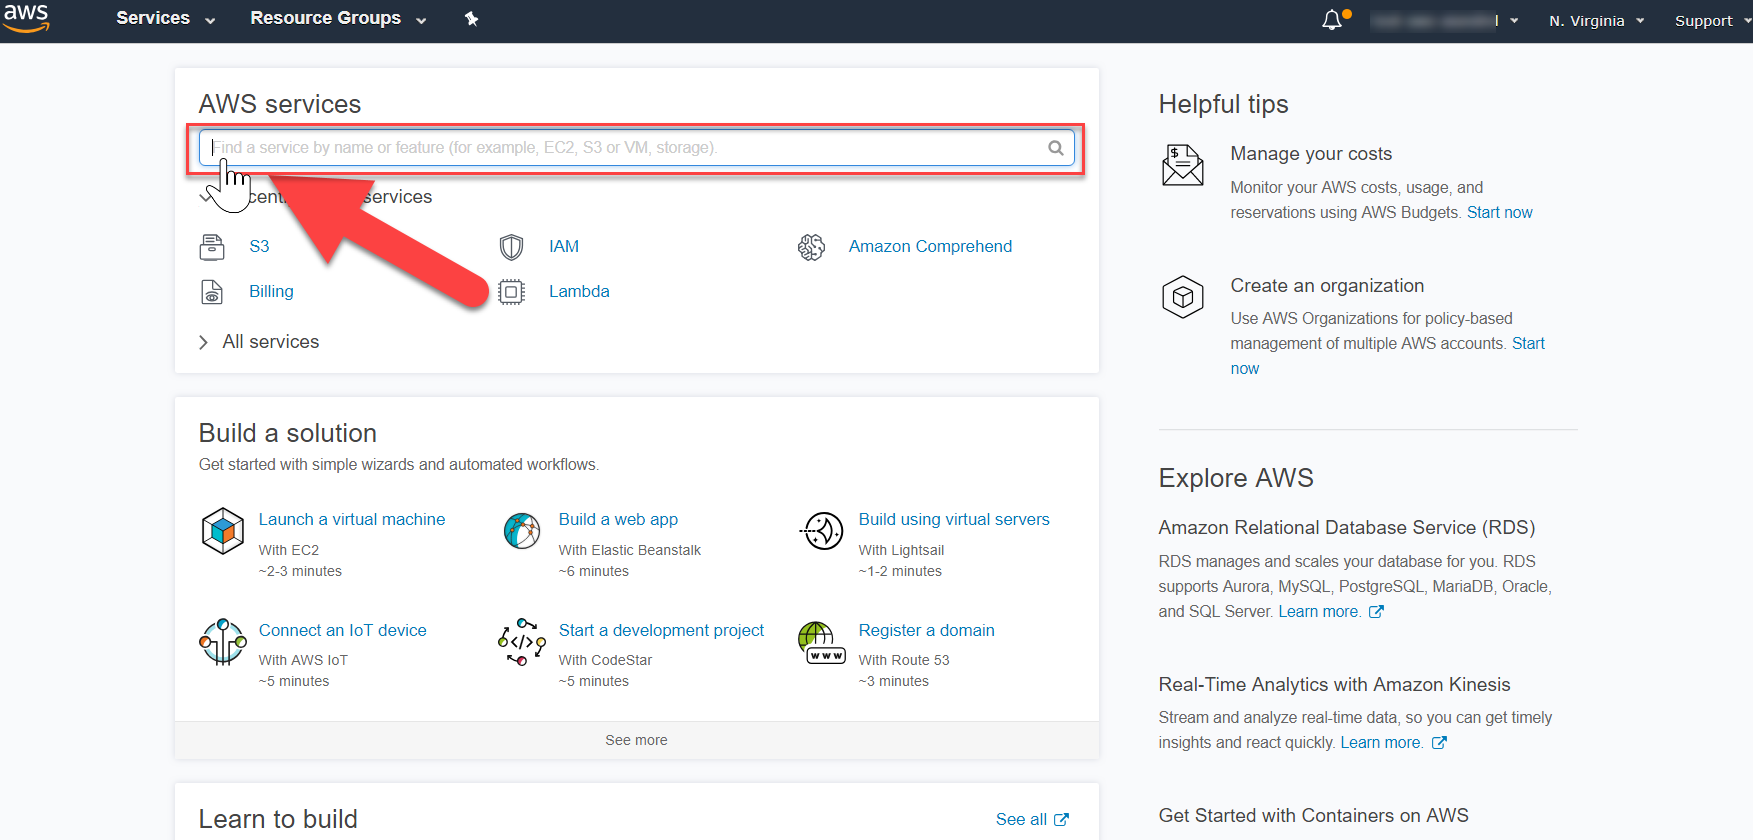 aws
Services
Resource Groups
N. Virginia
Support
AWS services
Find a service by name or feature (for example, EC2, S3 or VM, storage).
services
S3
IAM
Amazon Comprehend
Billing
Lambda
All services
Build a solution
Get started with simple wizards and automated workflows.
Launch a virtual machine
With EC2
~2-3 minutes
Build a web app
With Elastic Beanstalk
~6 minutes
Build using virtual servers
With Lightsail
~1-2 minutes
Connect an IoT device
With AWS IoT
~5 minutes
Start a development project
With CodeStar
~5 minutes
www
Register a domain
With Route 53
~3 minutes
See more
Learn to build
See all
Helpful tips
Manage your costs
Monitor your AWS costs, usage, and
reservations using AWS Budgets. Start now
Create an organization
Use AWS Organizations for policy-based
management of multiple AWS accounts. Start
now
Explore AWS
Amazon Relational Database Service (RDS)
RDS manages and scales your database for you. RDS
supports Aurora, MySQL, PostgreSQL, MariaDB, Oracle,
and SQL Server. Learn more.
Real-Time Analytics with Amazon Kinesis
Stream and analyze real-time data, so you can get timely
insights and react quickly. Learn more.
Get Started with Containers on AWS